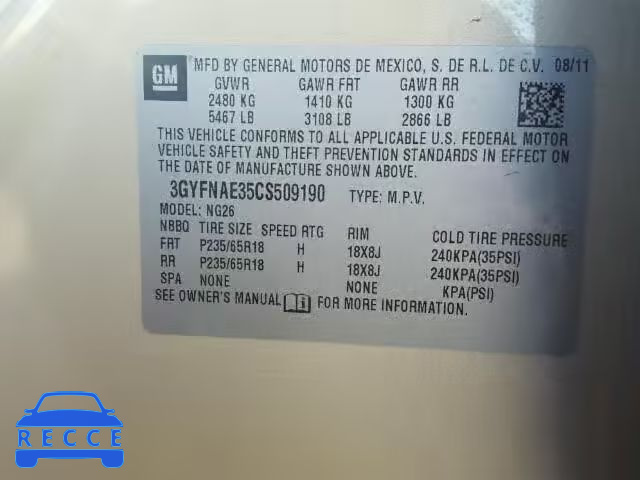 GM
MFD BY GENERAL MOTORS DE MEXICO, S. DE R.L. DE C.V. 08/11
GVWR GAWR FRT GAWR RR
2480 KG 1410 KG 1300 KG
5467 LB 3108 LB 2866 LB
THIS VEHICLE CONFORMS TO ALL APPLICABLE U.S. FEDERAL MOTOR
VEHICLE SAFETY AND THEFT PREVENTION STANDARDS IN EFFECT ON
THE DATE OF MANUFACTURE SHOWN ABOVE.
3GYFNAE35CS509190 TYPE: M.P.V.
MODEL: NG26
NBBQ TIRE SIZE SPEED RTG RIM COLD TIRE PRESSURE
FRT P235/65R18 H 18X8J 240KPA(35PSI)
RR P235/65R18 H 18X8J 240KPA(35PSI)
SPA NONE NONE KPA(PSI)
SEE OWNER'S MANUAL FOR MORE INFORMATION.
RECCE